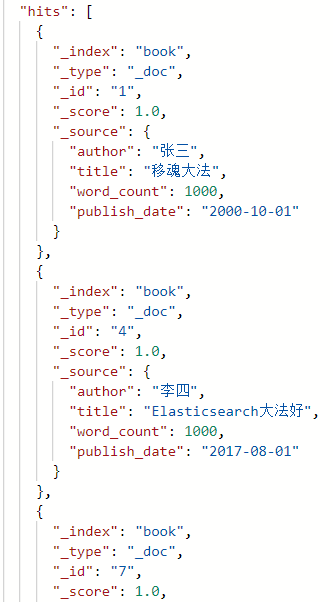 "hits": [
{
"_index": "book",
"_type": "_doc",
"_id": "1",
"_score": 1.0,
"_source": {
"author": "张三",
"title": "移魂大法",
"word_count": 1000,
"publish_date": "2000-10-01"
}
},
{
"_index": "book",
"_type": "_doc",
"_id": "4",
"_score": 1.0,
"_source": {
"author": "李四",
"title": "Elasticsearch大法好",
"word_count": 1000,
"publish_date": "2017-08-01"
}
},
{
"_index": "book",
"_type": "_doc",
"_id": "7",
"_score": 1.0,